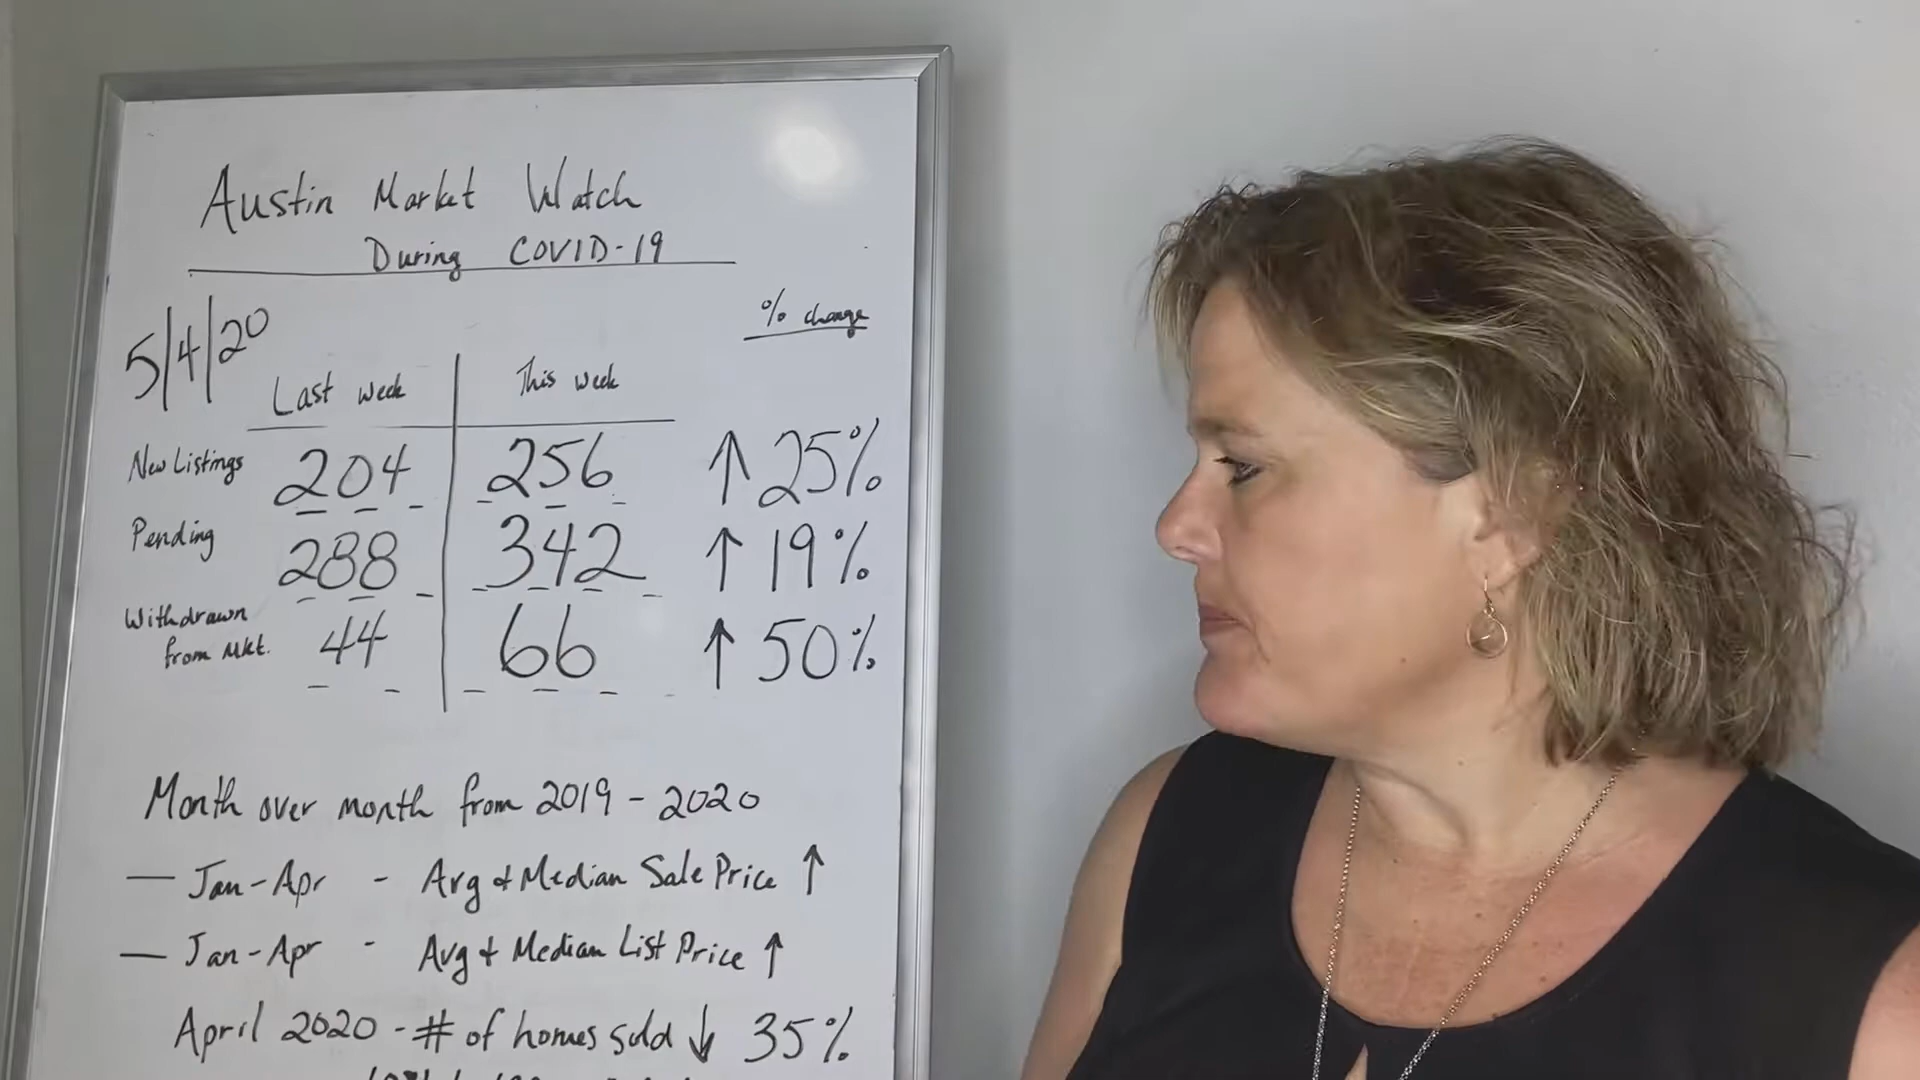 Austin Market Watch
During COVID-19
% change
5/4/20
Last week This week
New Listings 204 256 ↑ 25%
Pending 288 342 ↑ 19%
Withdrawn
from Mkt. 44 66 ↑ 50%
Month over month from 2019 - 2020
— Jan-Apr - Avg & Median Sale Price ↑
— Jan-Apr - Avg & Median List Price ↑
April 2020 - # of homes sold ↓ 35%